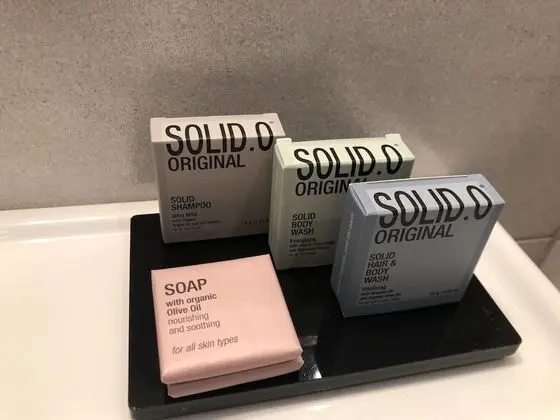 SOLID.O
ORIGINAL
SOLID
SHAMPOO
Ultra Mild
SOLID.O
ORIGINAL
SOLID
BODY
WASH
Energizing
SOLID.O
ORIGINAL
SOLID
HAIR &
BODY
WASH
Vitalizing
SOAP
with organic
Olive Oil
nourishing
and soothing
for all skin types